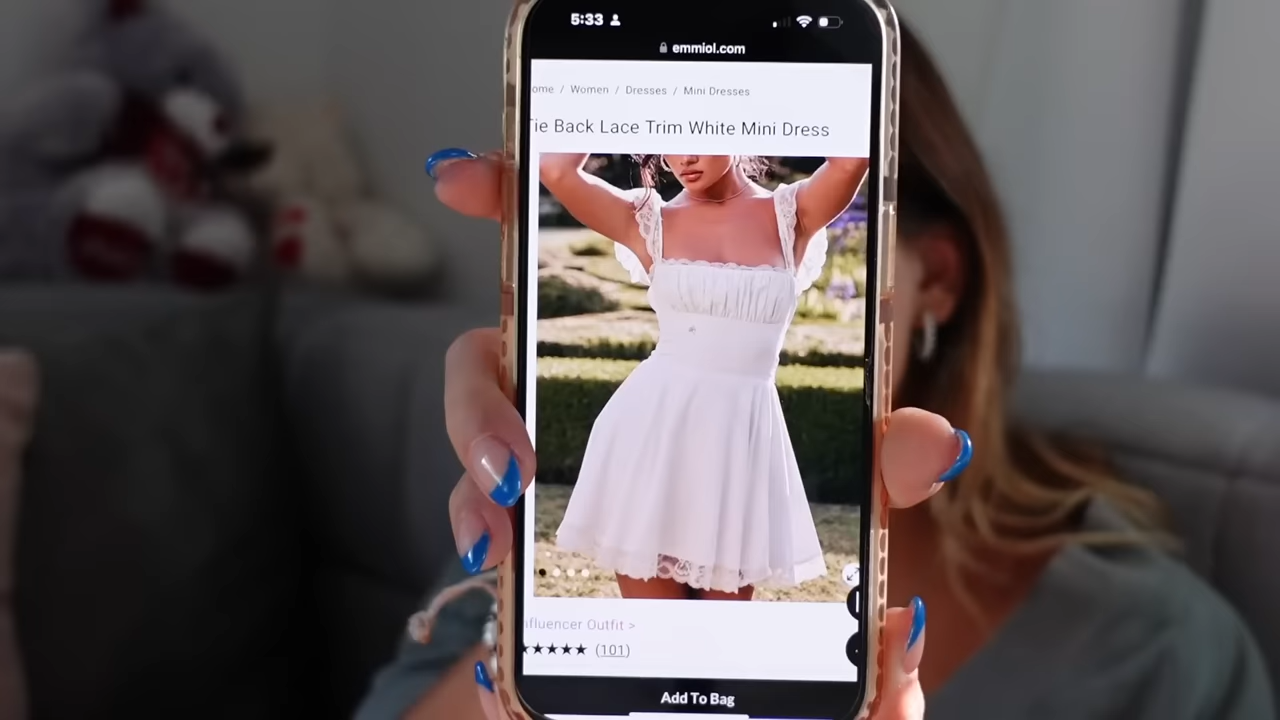 5:33
emmiol.com
ome / Women / Dresses / Mini Dresses
Tie Back Lace Trim White Mini Dress
nfluencer Outfit >
★★★★★ (101)
Add To Bag